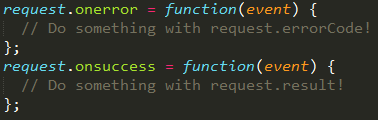 request.onerror = function(event) {
  // Do something with request.errorCode!
};
request.onsuccess = function(event) {
  // Do something with request.result!
};